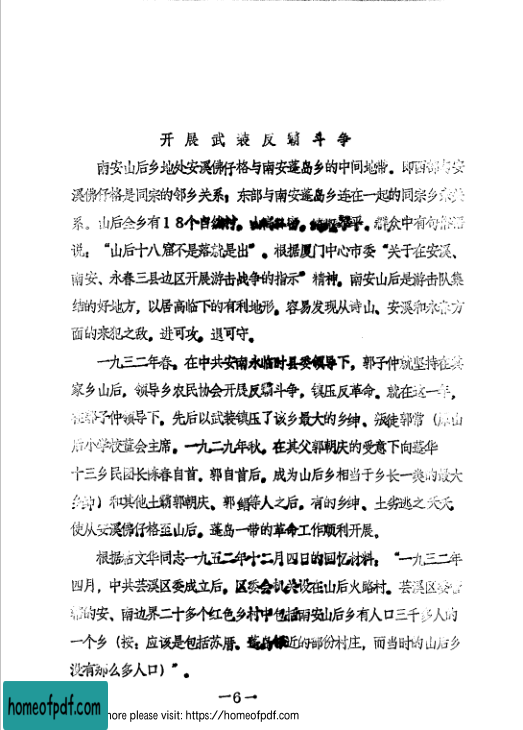 开展武装反霸斗争
南安山后乡地处安溪佛仔格与南安蓬岛乡的中间地带。即西部与安
溪佛仔格是同宗的邻乡关系；东部与南安蓬岛乡连在一起的同宗乡亲关
系。山后全乡有18个自然村。群众中有句俗语
说："山后十八窟不是落就是出"。根据厦门中心市委"关于在安溪、
南安、永春三县边区开展游击战争的指示"精神。南安山后是游击队集
结的好地方，以居高临下的有利地形。容易发现从诗山、安溪和永春方
面的来犯之敌。进可攻。退可守。
一九三二年春。在中共安南永临时县委领导下，郭子仲就坚持在其
家乡山后，领导乡农民协会开展反霸斗争，镇压反革命。就在这一年，
在郭子仲领导下。先后以武装镇压了该乡最大的乡绅、叛徒郭常（原山
后小学校董会主席。一九二九年秋。在其父郭朝庆的受意下向蓬华
十三乡民团长林春自首。郭自首后。成为山后乡相当于乡长一类的最大
乡绅）和其他土霸郭朝庆、郭等人之后。有的乡绅、土劣逃之夭夭。
使从安溪佛仔格至山后。蓬岛一带的革命工作顺利开展。
根据文华同志一九五二年十二月四日的回忆材料："一九三二年
四月，中共芸溪区委成立后。区委会机关设在山后火略村。芸溪区委
的安、南边界二十多个红色乡村中包括南安山后乡有人口三千多人的
一个乡（按：应该是包括苏厝。蓬岛附近的部份村庄，而当时的山后乡
没有那么多人口）"。
—6—
more please visit: https://homeofpdf.com
homeofpdf.com